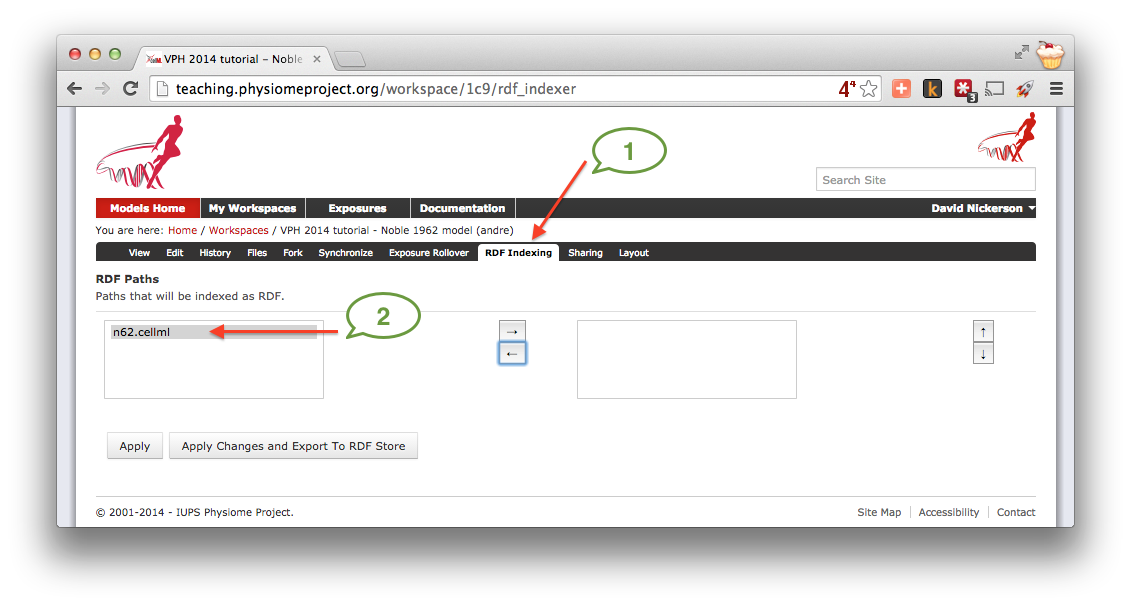 VPH 2014 tutorial – Noble
teaching.physiomeproject.org/workspace/1c9/rdf_indexer
4⁴
k
3
1
Search Site
Models Home My Workspaces Exposures Documentation David Nickerson
You are here: Home / Workspaces / VPH 2014 tutorial - Noble 1962 model (andre)
View Edit History Files Fork Synchronize Exposure Rollover RDF Indexing Sharing Layout
RDF Paths
Paths that will be indexed as RDF.
2
n62.cellml → ↑
← ↓
Apply Apply Changes and Export To RDF Store
© 2001-2014 - IUPS Physiome Project. Site Map Accessibility Contact